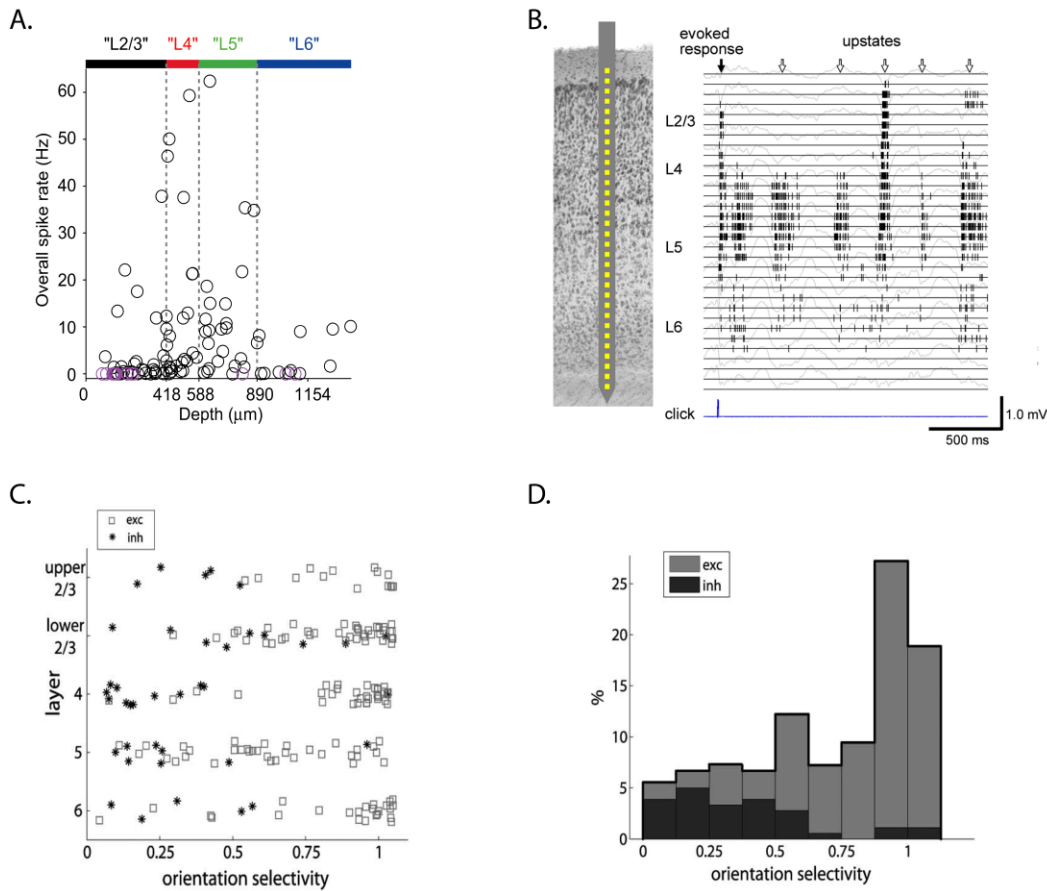 A.
"L2/3" "L4" "L5" "L6"
Overall spike rate (Hz)
60
50
40
30
20
10
0
0 418 588 890 1154
Depth (μm)
B.
evoked
response
upstates
L2/3
L4
L5
L6
click
1.0 mV
500 ms
C.
exc
inh
layer
upper
2/3
lower
2/3
4
5
6
0 0.25 0.5 0.75 1
orientation selectivity
D.
exc
inh
%
25
20
15
10
5
0
0 0.25 0.5 0.75 1
orientation selectivity